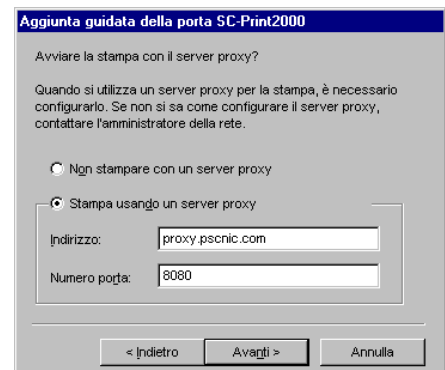 Aggiunta guidata della porta SC-Print2000
Avviare la stampa con il server proxy?
Quando si utilizza un server proxy per la stampa, è necessario
configurarlo. Se non si sa come configurare il server proxy,
contattare l'amministratore della rete.
Non stampare con un server proxy
Stampa usando un server proxy
Indirizzo: proxy.pscnic.com
Numero porta: 8080
< Indietro Avanti > Annulla